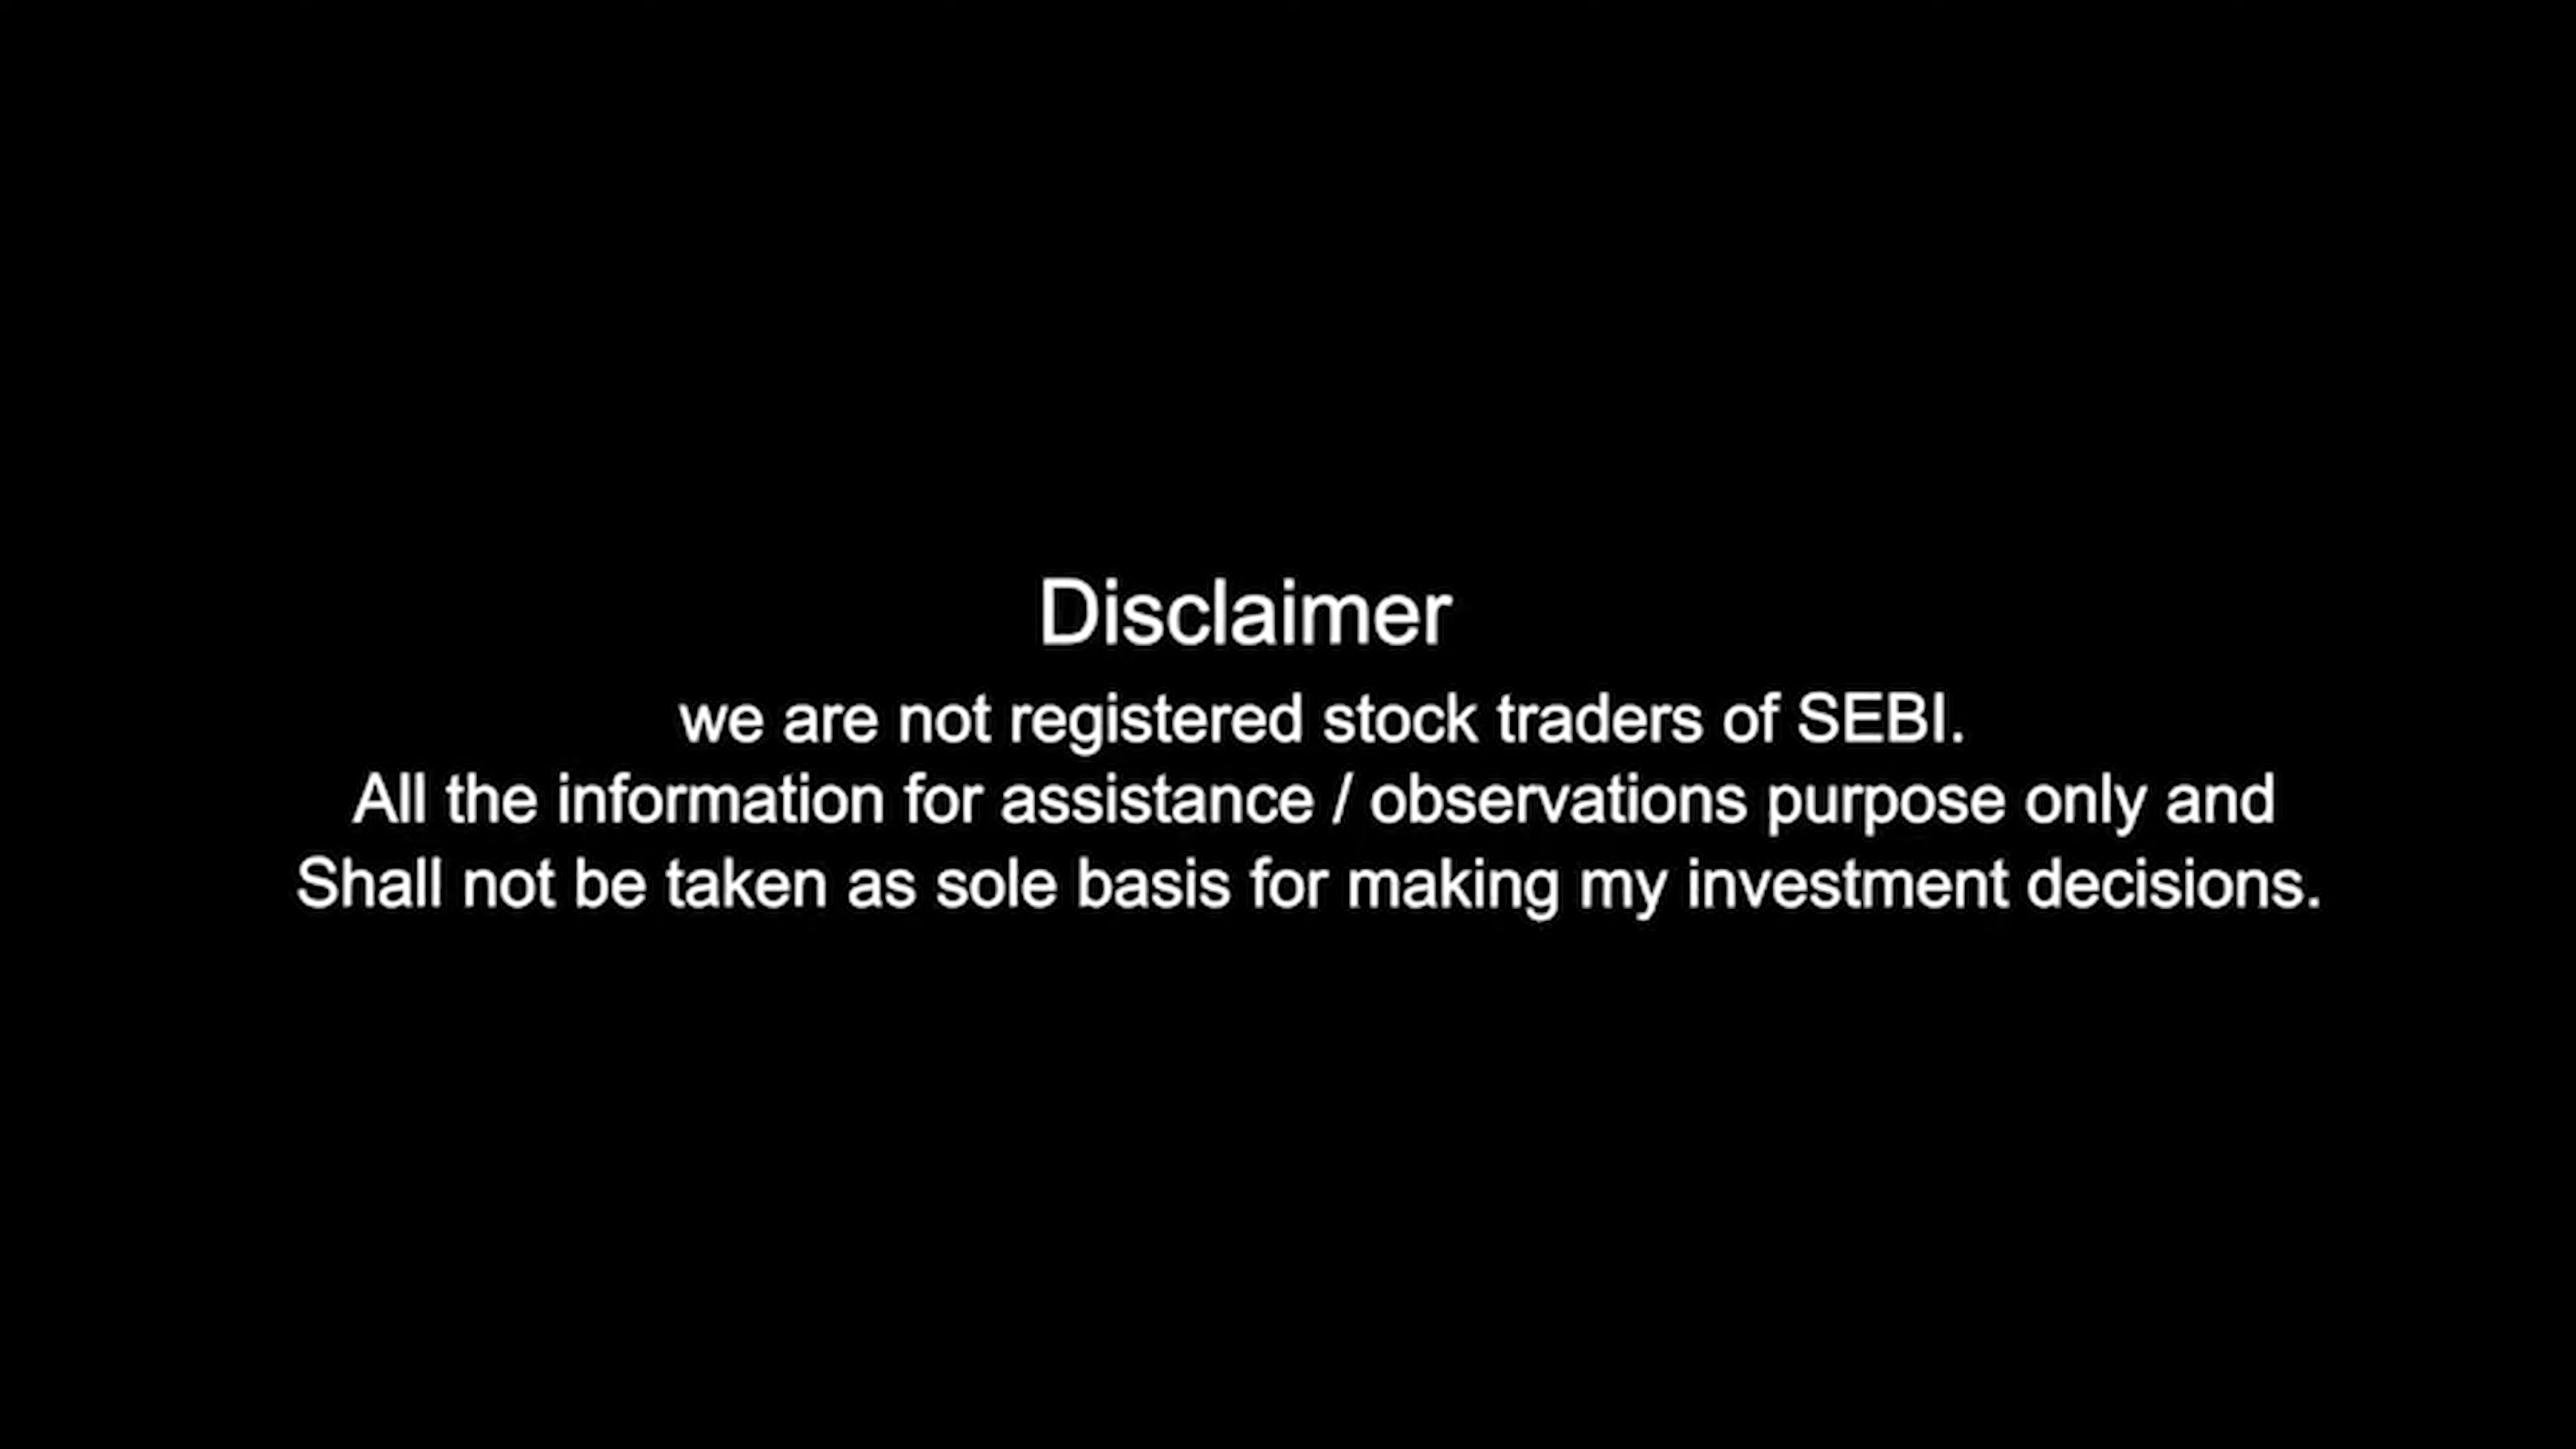 Disclaimer
we are not registered stock traders of SEBI.
All the information for assistance / observations purpose only and
Shall not be taken as sole basis for making my investment decisions.